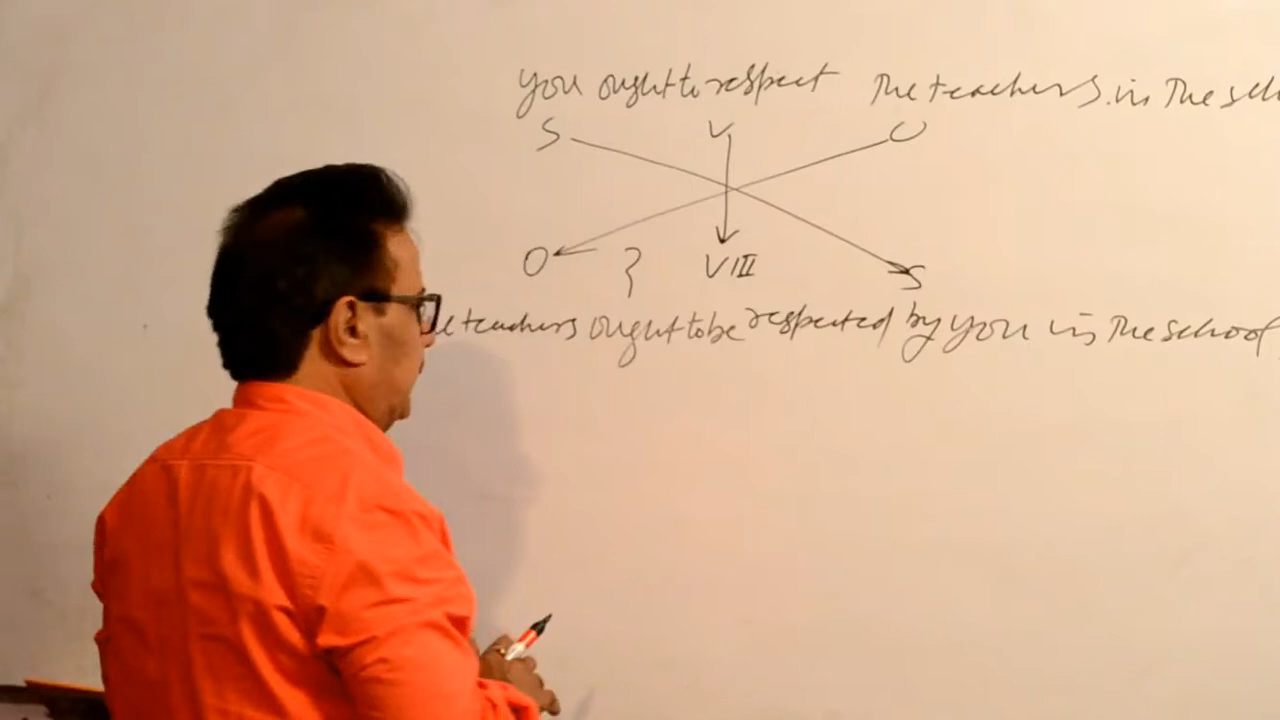 you ought to respect The teachers. in The sch
S V O
O ? VIII S
e teachers ought to be respected by you in The school